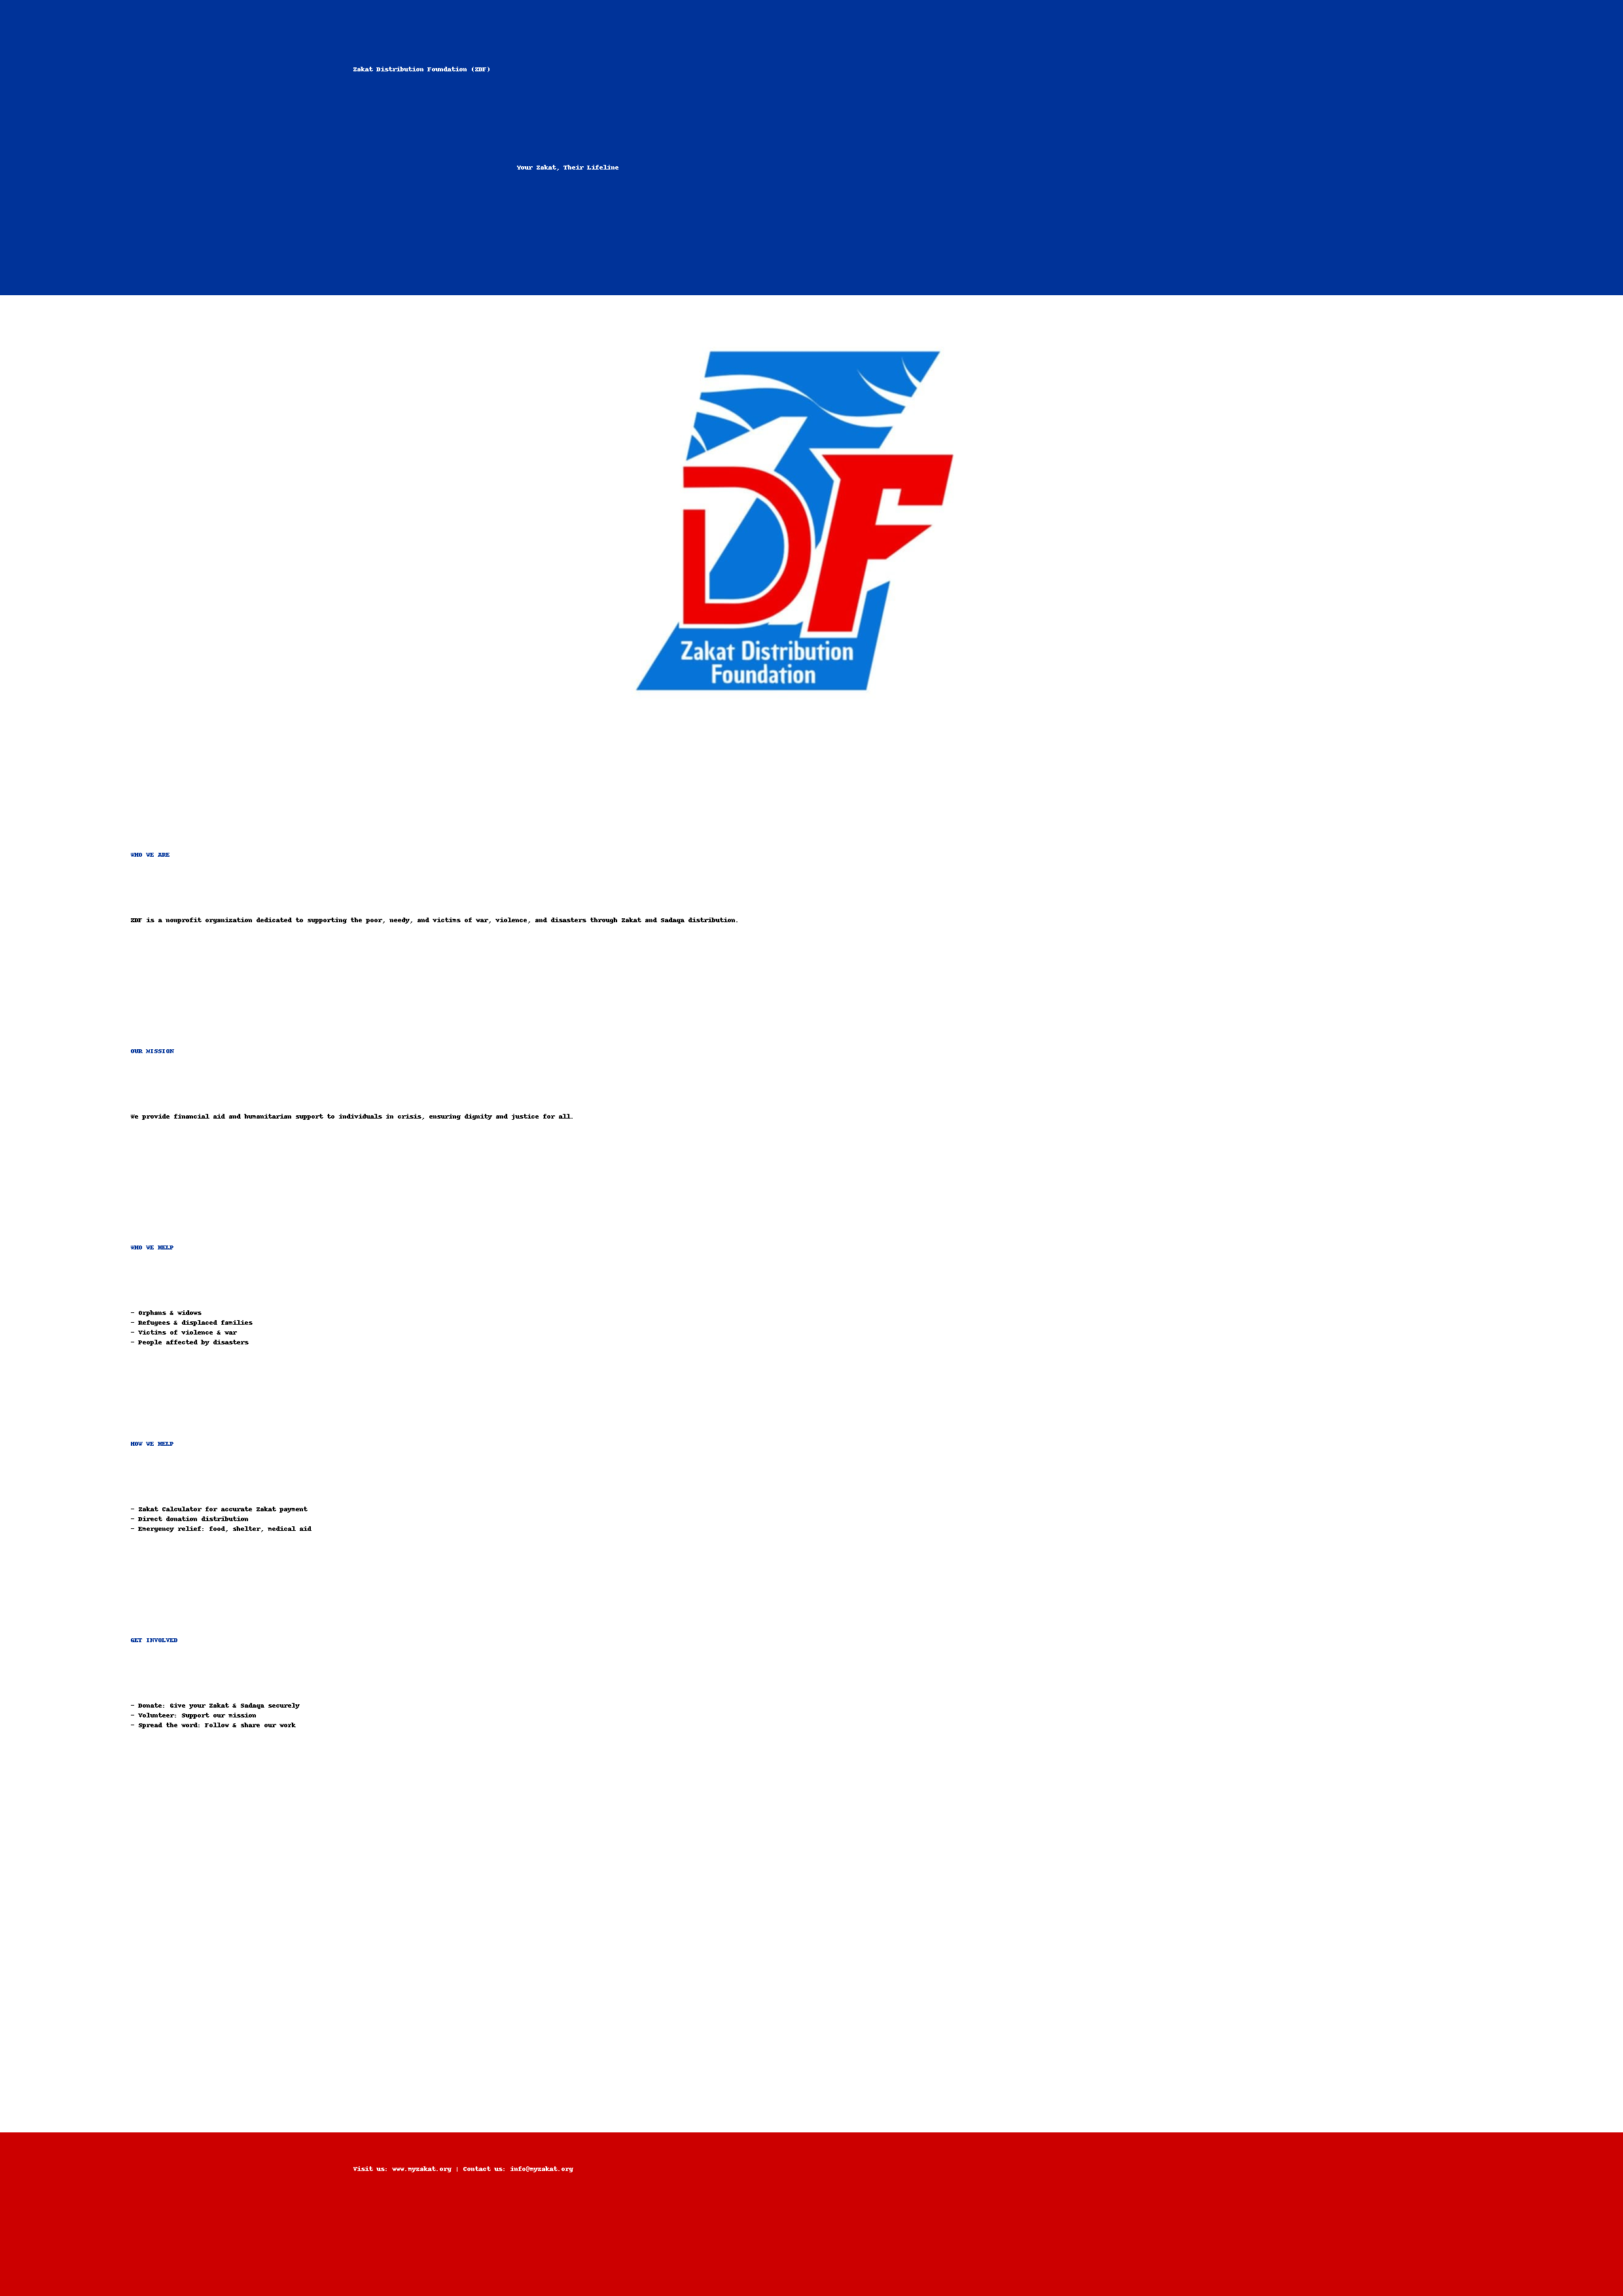 Zakat Distribution Foundation (ZDF)
Your Zakat, Their Lifeline
DF
Zakat Distribution
Foundation
WHO WE ARE
ZDF is a nonprofit organization dedicated to supporting the poor, needy, and victims of war, violence, and disasters through Zakat and Sadaqa distribution.
OUR MISSION
We provide financial aid and humanitarian support to individuals in crisis, ensuring dignity and justice for all.
WHO WE HELP
- Orphans & widows
- Refugees & displaced families
- Victims of violence & war
- People affected by disasters
HOW WE HELP
- Zakat Calculator for accurate Zakat payment
- Direct donation distribution
- Emergency relief: food, shelter, medical aid
GET INVOLVED
- Donate: Give your Zakat & Sadaqa securely
- Volunteer: Support our mission
- Spread the word: Follow & share our work
Visit us: www.myzakat.org | Contact us: info@myzakat.org